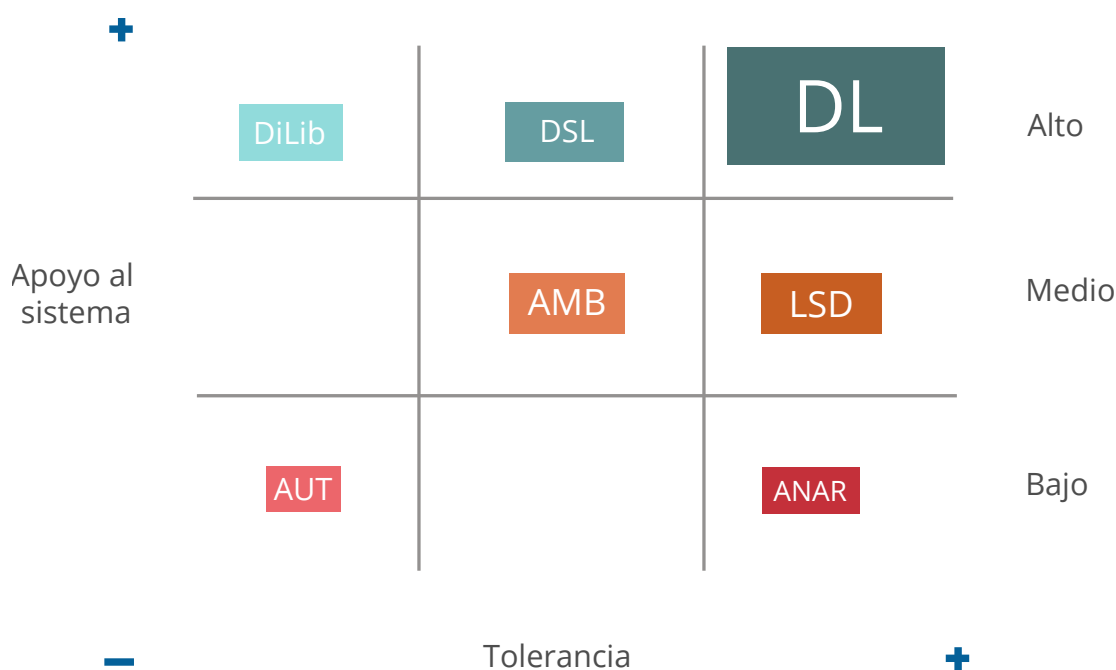 +
DiLib
DSL
DL
Alto
Apoyo al
sistema
AMB
LSD
Medio
AUT
ANAR
Bajo
−
Tolerancia
+